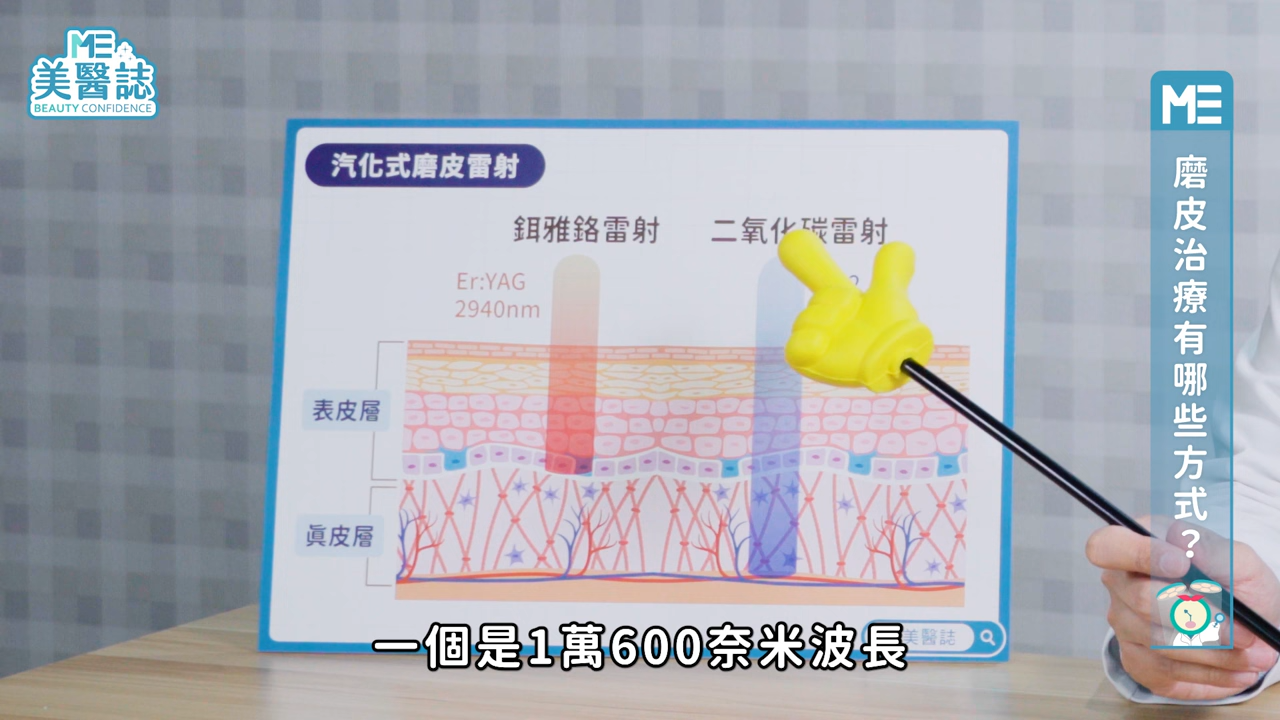 ME
美醫誌
BEAUTY CONFIDENCE
ME
磨皮治療有哪些方式？
汽化式磨皮雷射
鉺雅鉻雷射
二氧化碳雷射
Er:YAG
2940nm
表皮層
真皮層
美醫誌
一個是1萬600奈米波長